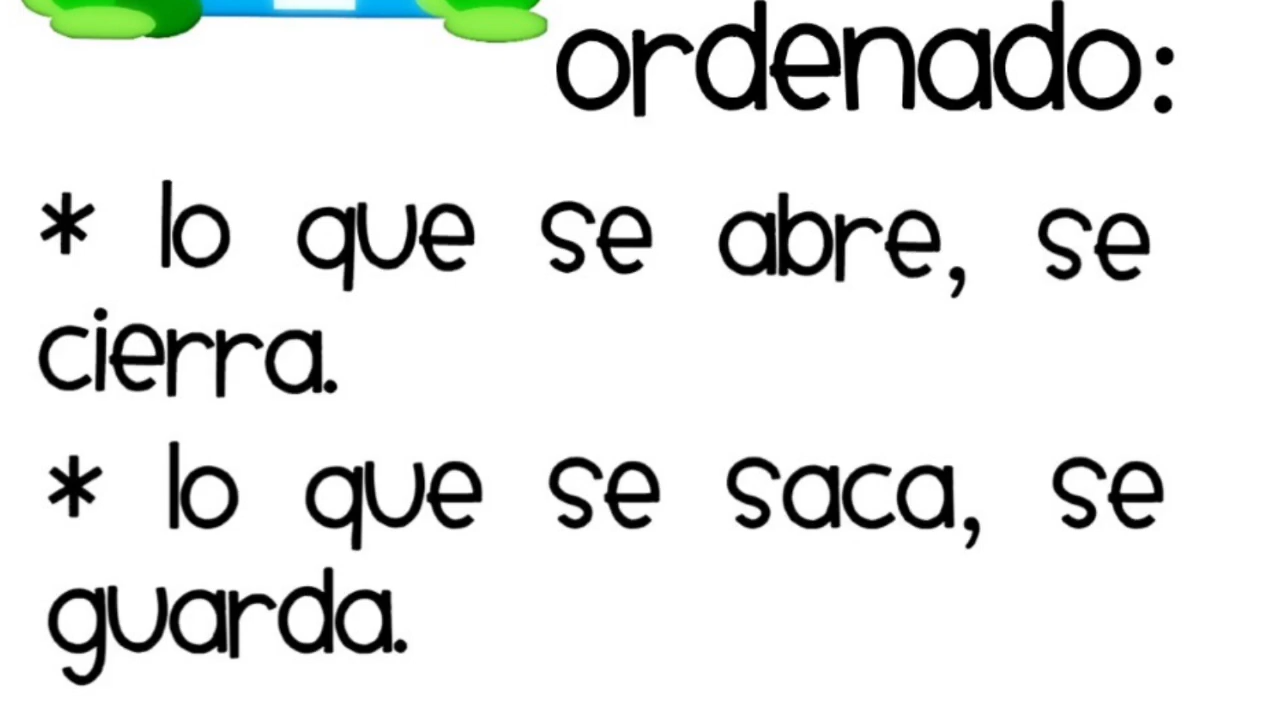 ordenado:
* lo que se abre, se
cierra.
* lo que se saca, se
guarda.